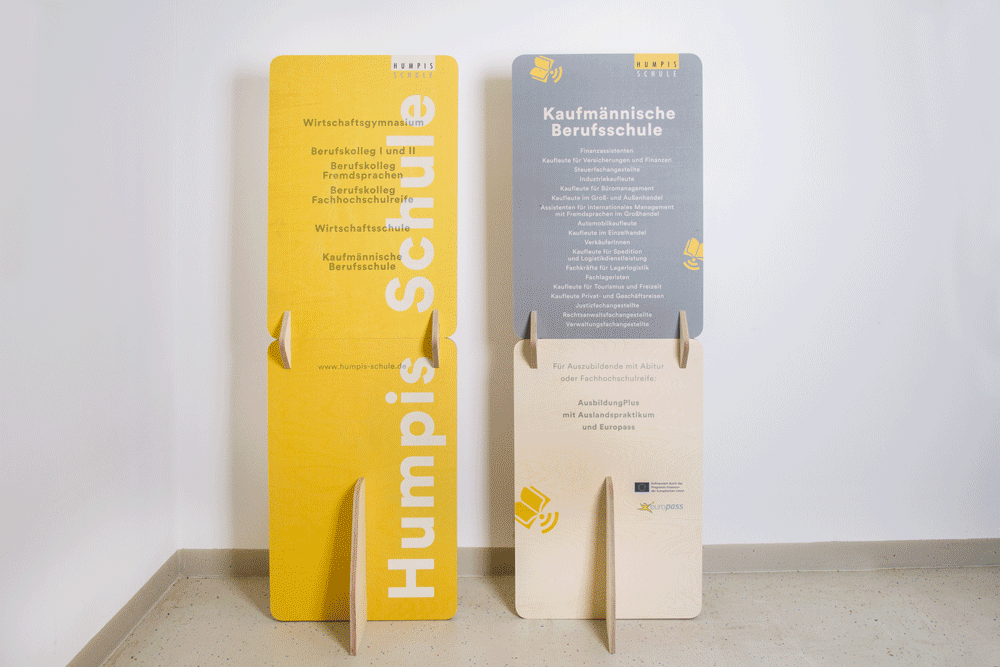 HUMPIS
SCHULE
Wirtschaftsgymnasium
Berufskolleg I und II
Berufskolleg
Fremdsprachen
Berufskolleg
Fachhochschulreife
Wirtschaftsschule
Kaufmännische
Berufsschule
www.humpis-schule.de
Humpis Schule
HUMPIS
SCHULE
Kaufmännische
Berufsschule
Finanzassistenten
Kaufleute für Versicherungen und Finanzen
Steuerfachangestellte
Industriekaufleute
Kaufleute für Büromanagement
Kaufleute im Groß- und Außenhandel
Assistenten für internationales Management
mit Fremdsprachen im Großhandel
Automobilkaufleute
Kaufleute im Einzelhandel
VerkäuferInnen
Kaufleute für Spedition
und Logistikdienstleistung
Fachkräfte für Lagerlogistik
Fachlageristen
Kaufleute für Tourismus und Freizeit
Kaufleute Privat- und Geschäftsreisen
Justizfachangestellte
Rechtsanwaltsfachangestellte
Verwaltungsfachangestellte
Für Auszubildende mit Abitur
oder Fachhochschulreife:
AusbildungPlus
mit Auslandspraktikum
und Europass
europass